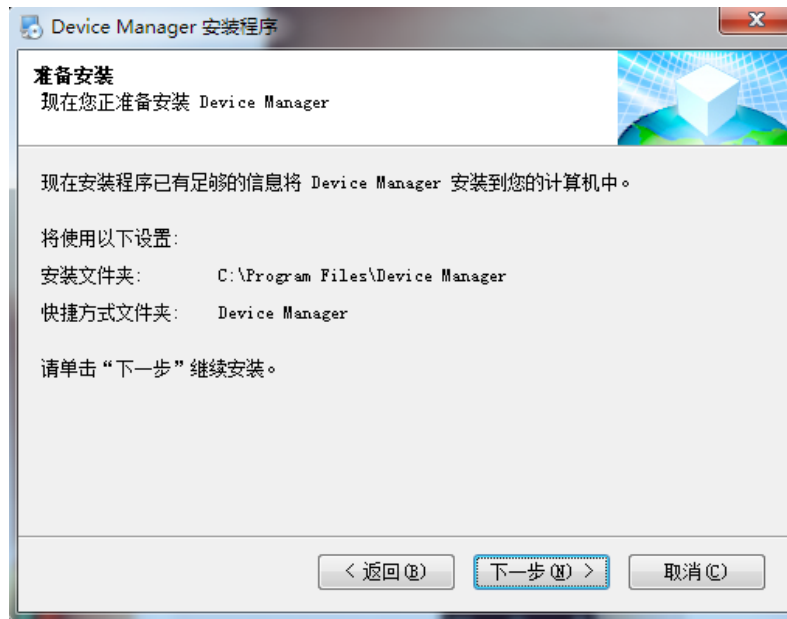 Device Manager 安装程序
准备安装
现在您正准备安装 Device Manager
现在安装程序已有足够的信息将 Device Manager 安装到您的计算机中。
将使用以下设置:
安装文件夹: C:\Program Files\Device Manager
快捷方式文件夹: Device Manager
请单击“下一步”继续安装。
< 返回(B) 下一步(N) > 取消(C)